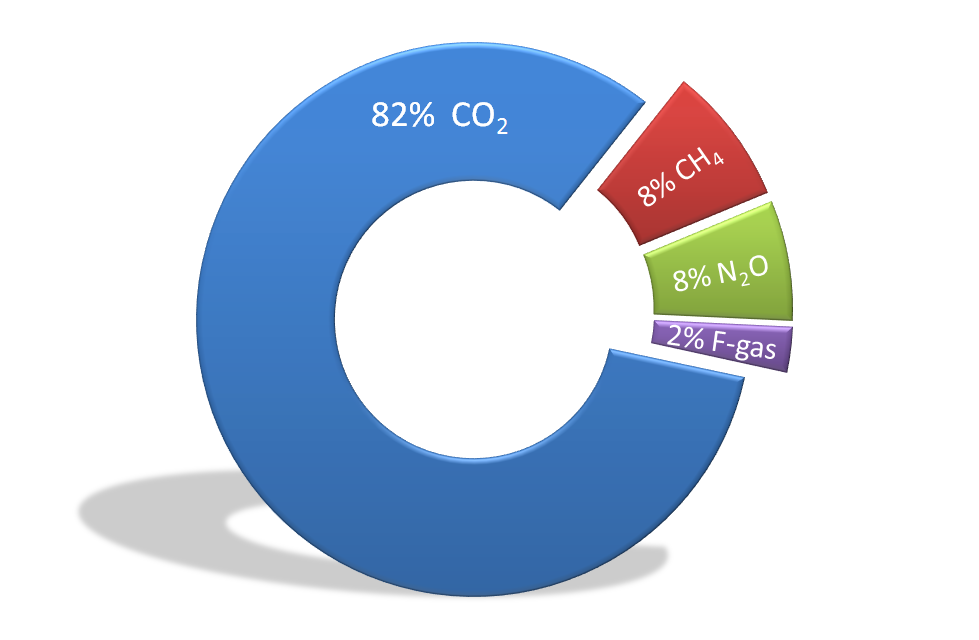 82% CO₂
8% CH₄
8% N₂O
2% F-gas